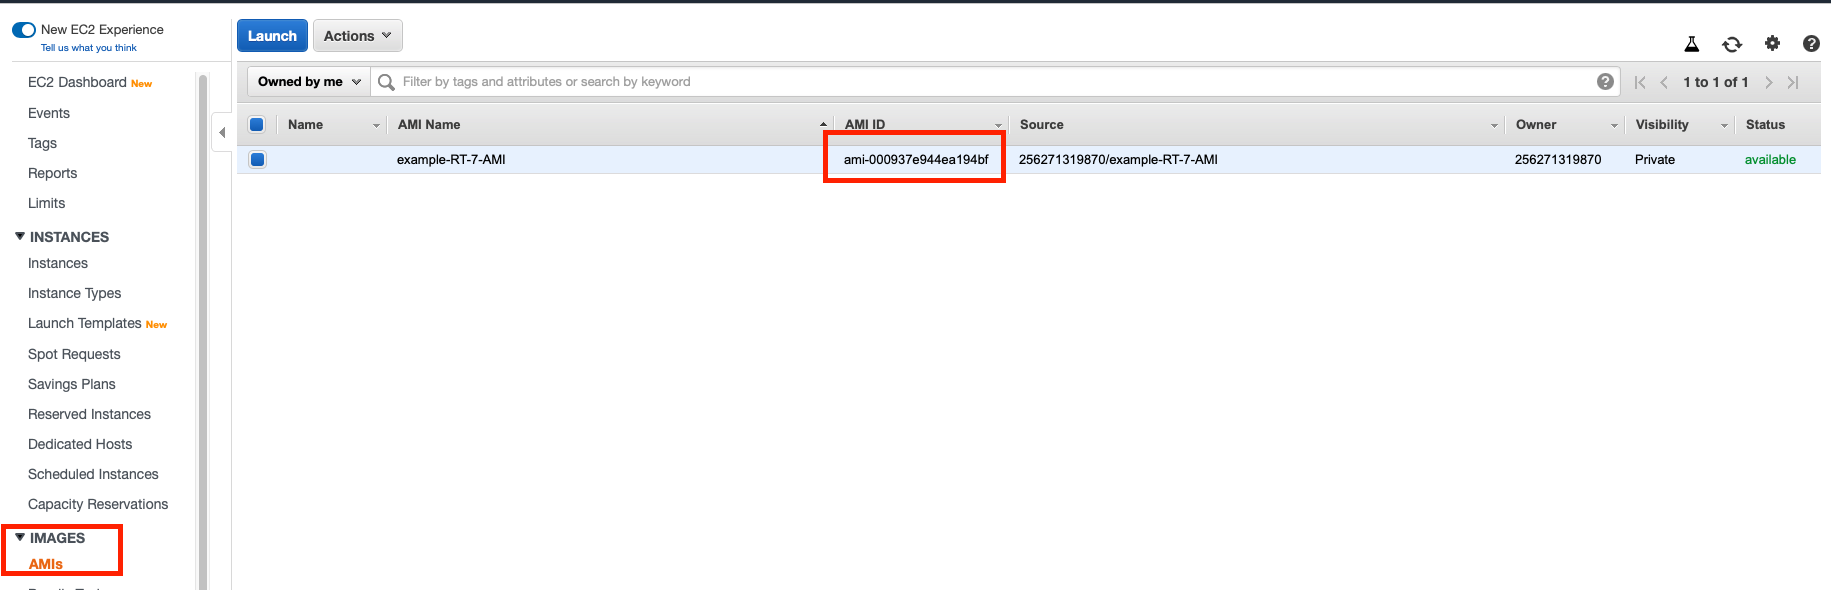 New EC2 Experience
Tell us what you think
EC2 Dashboard New
Events
Tags
Reports
Limits
INSTANCES
Instances
Instance Types
Launch Templates New
Spot Requests
Savings Plans
Reserved Instances
Dedicated Hosts
Scheduled Instances
Capacity Reservations
IMAGES
AMIs
Launch Actions
Owned by me Filter by tags and attributes or search by keyword 1 to 1 of 1
Name AMI Name AMI ID Source Owner Visibility Status
example-RT-7-AMI ami-000937e944ea194bf 256271319870/example-RT-7-AMI 256271319870 Private available